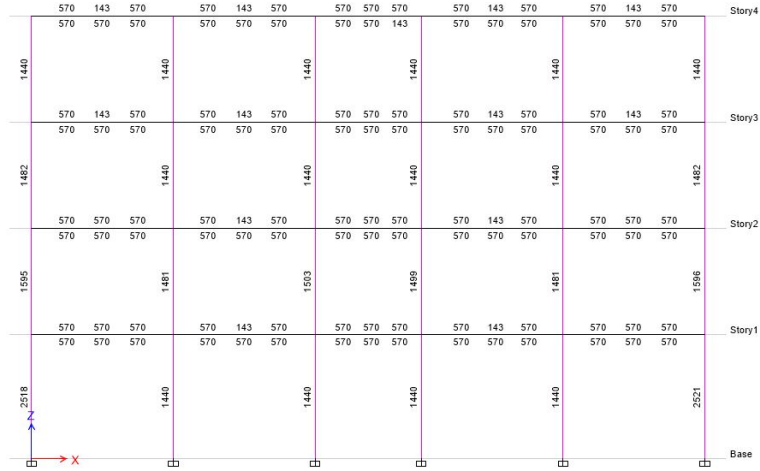 570 143 570 570 143 570 570 570 570 570 143 570 570 143 570 Story4
570 570 570 570 570 570 570 570 143 570 570 570 570 570 570
1440 1440 1440 1440 1440 1440
570 143 570 570 143 570 570 570 570 570 143 570 570 143 570 Story3
570 570 570 570 570 570 570 570 570 570 570 570 570 570 570
1482 1440 1440 1440 1440 1482
570 570 570 570 143 570 570 570 570 570 143 570 570 570 570 Story2
570 570 570 570 570 570 570 570 570 570 570 570 570 570 570
1595 1481 1503 1499 1481 1596
570 570 570 570 143 570 570 570 570 570 143 570 570 570 570 Story1
570 570 570 570 570 570 570 570 570 570 570 570 570 570 570
2518 1440 1440 1440 1440 2521
Z
X Base